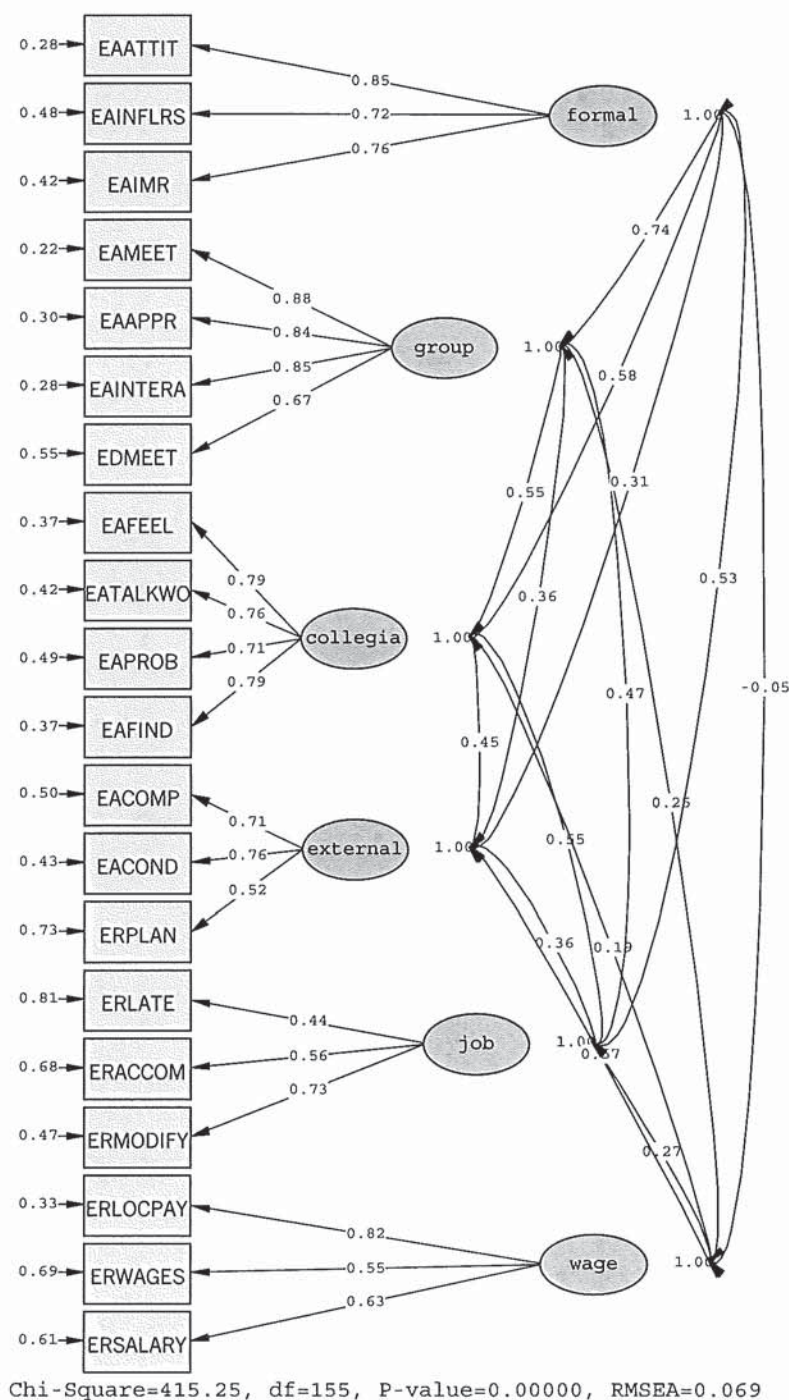 0.28 EAATTIT
0.85
0.48 EAINFLRS 0.72 formal 1.00
0.76
0.42 EAIMR
0.22 EAMEET
0.74
0.88
0.30 EAAPPR
0.84 group 1.00
0.85
0.58
0.28 EAINTERA
0.67
0.55 EDMEET
0.31
0.55
0.37 EAFEEL
0.79
0.53
0.42 EATALKWO
0.76
0.36
0.71 collegia 1.00
0.49 EAPROB
0.79
-0.05
0.47
0.37 EAFIND
0.45
0.50 EACOMP
0.25
0.71
0.55
0.43 EACOND 0.76 external 1.00
0.52
0.73 ERPLAN
0.36 0.19
0.81 ERLATE
0.44
job 1.00
0.56
0.68 ERACCOM
0.73
0.47 ERMODIFY
0.27
0.33 ERLOCPAY
0.82
0.69 ERWAGES 0.55 wage 1.00
0.63
0.61 ERSALARY
Chi-Square=415.25, df=155, P-value=0.00000, RMSEA=0.069